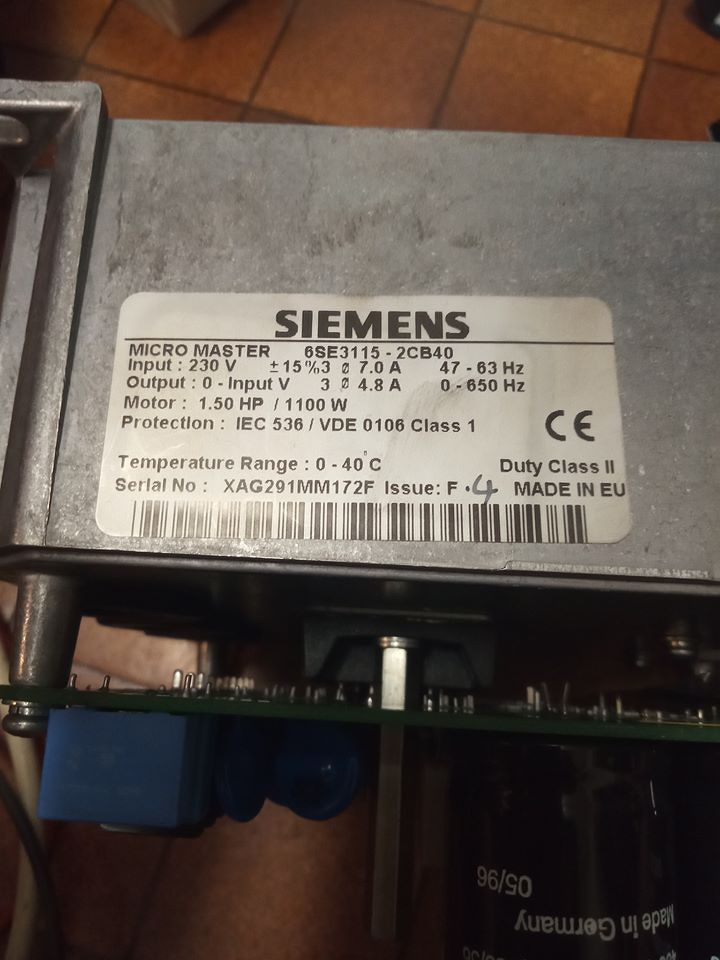 SIEMENS
MICRO MASTER 6SE3115 - 2CB40
Input : 230 V ±15%3 ø 7.0 A 47 - 63 Hz
Output : 0 - Input V 3 ø 4.8 A 0 - 650 Hz
Motor : 1.50 HP / 1100 W
Protection : IEC 536 / VDE 0106 Class 1
CE
Temperature Range : 0 - 40°C Duty Class II
Serial No : XAG291MM172F Issue: F .4 MADE IN EU
05/96
Made in Germany